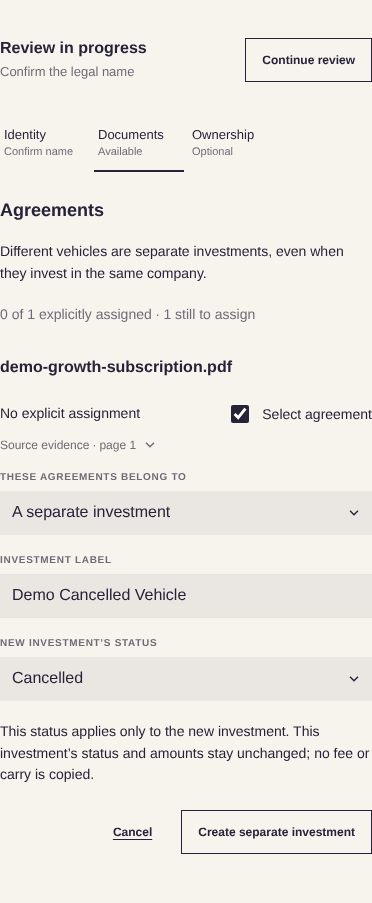 Review in progress
Confirm the legal name
Continue review
Identity
Confirm name
Documents
Available
Ownership
Optional
Agreements
Different vehicles are separate investments, even when
they invest in the same company.
0 of 1 explicitly assigned · 1 still to assign
demo-growth-subscription.pdf
No explicit assignment
Select agreement
Source evidence · page 1
THESE AGREEMENTS BELONG TO
A separate investment
INVESTMENT LABEL
Demo Cancelled Vehicle
NEW INVESTMENT'S STATUS
Cancelled
This status applies only to the new investment. This
investment's status and amounts stay unchanged; no fee or
carry is copied.
Cancel
Create separate investment